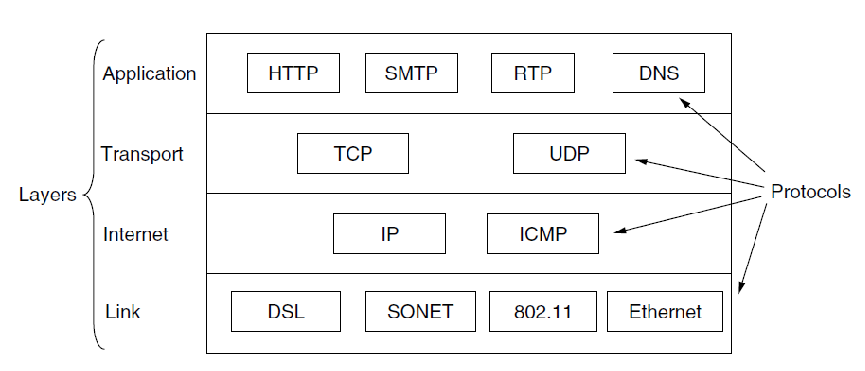 Application
HTTP
SMTP
RTP
DNS
Transport
TCP
UDP
Layers
Protocols
Internet
IP
ICMP
Link
DSL
SONET
802.11
Ethernet